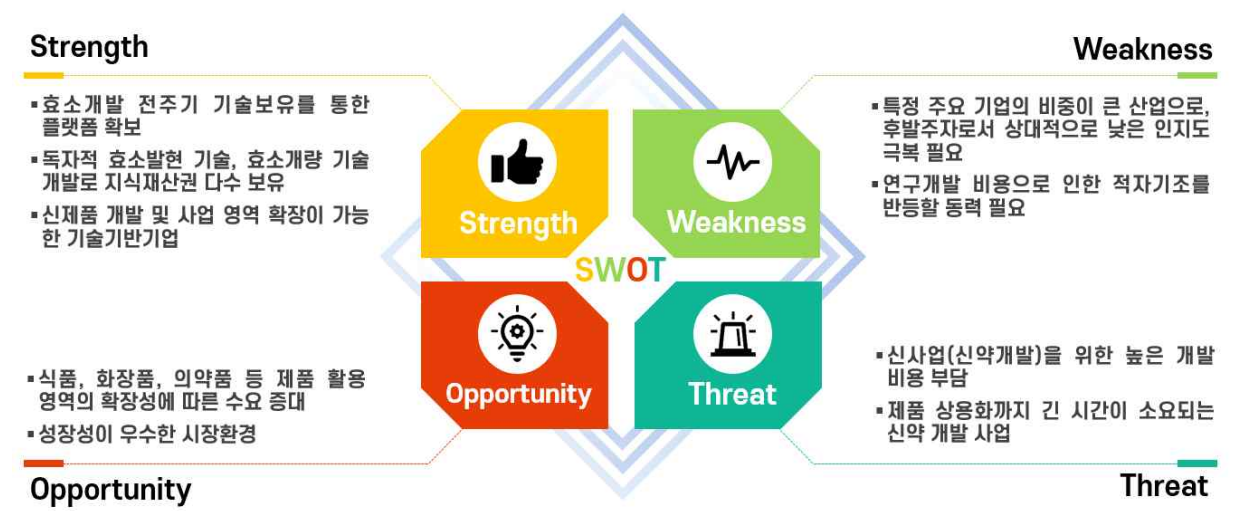 Strength
▪효소개발 전주기 기술보유를 통한
플랫폼 확보
▪독자적 효소발현 기술, 효소개량 기술
개발로 지식재산권 다수 보유
▪신제품 개발 및 사업 영역 확장이 가능
한 기술기반기업
Weakness
▪특정 주요 기업의 비중이 큰 산업으로,
후발주자로서 상대적으로 낮은 인지도
극복 필요
▪연구개발 비용으로 인한 적자기조를
반등할 동력 필요
Strength
Weakness
SWOT
Opportunity
Threat
▪식품, 화장품, 의약품 등 제품 활용
영역의 확장성에 따른 수요 증대
▪성장성이 우수한 시장환경
Opportunity
▪신사업(신약개발)을 위한 높은 개발
비용 부담
▪제품 상용화까지 긴 시간이 소요되는
신약 개발 사업
Threat